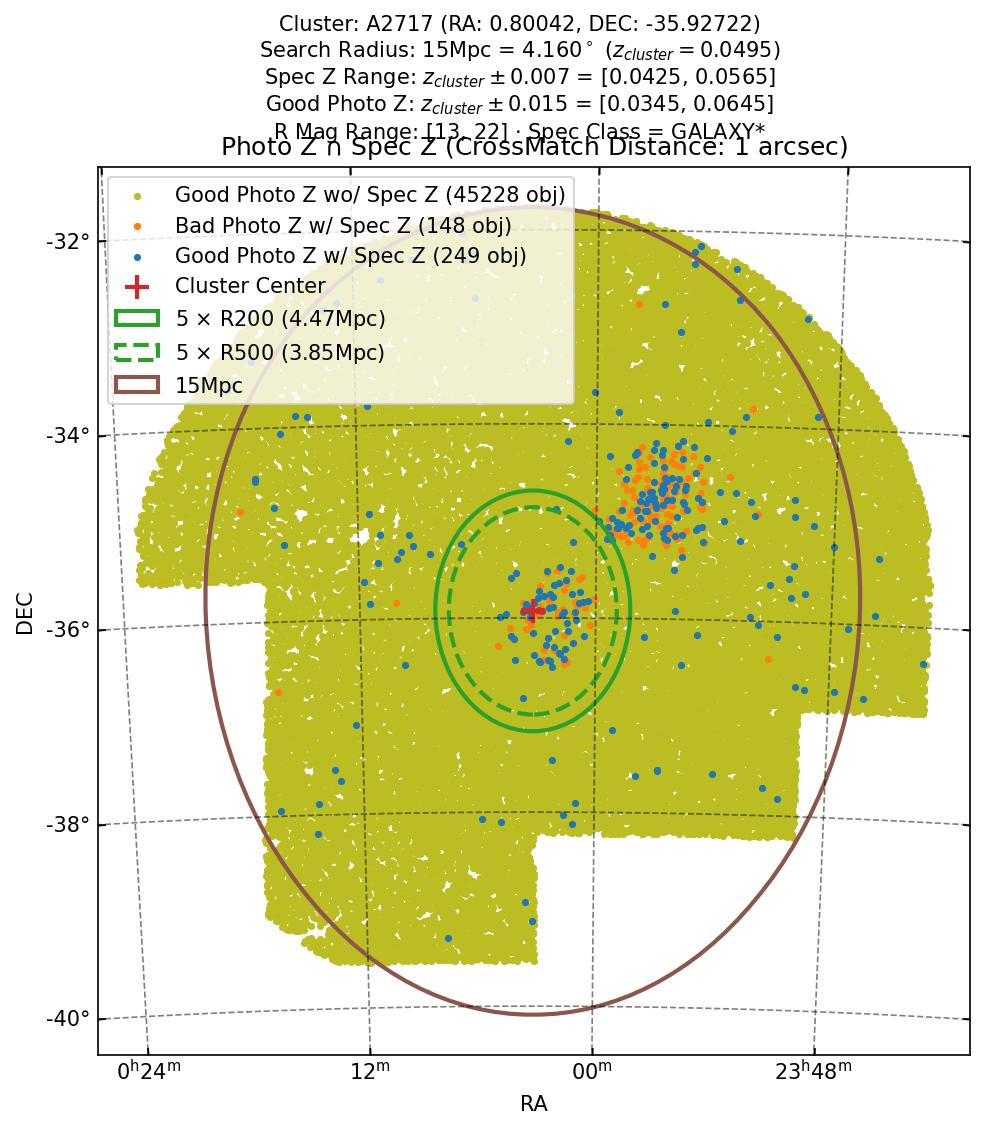 Cluster: A2717 (RA: 0.80042, DEC: -35.92722)
Search Radius: 15Mpc = 4.160° (z_cluster = 0.0495)
Spec Z Range: z_cluster ± 0.007 = [0.0425, 0.0565]
Good Photo Z: z_cluster ± 0.015 = [0.0345, 0.0645]
R Mag Range: [13, 22] · Spec Class = GALAXY*
Photo Z ∩ Spec Z (CrossMatch Distance: 1 arcsec)
Good Photo Z wo/ Spec Z (45228 obj)
Bad Photo Z w/ Spec Z (148 obj)
Good Photo Z w/ Spec Z (249 obj)
Cluster Center
5 × R200 (4.47Mpc)
5 × R500 (3.85Mpc)
15Mpc
-32°
-34°
-36°
-38°
-40°
DEC
0ʰ24ᵐ
12ᵐ
00ᵐ
23ʰ48ᵐ
RA